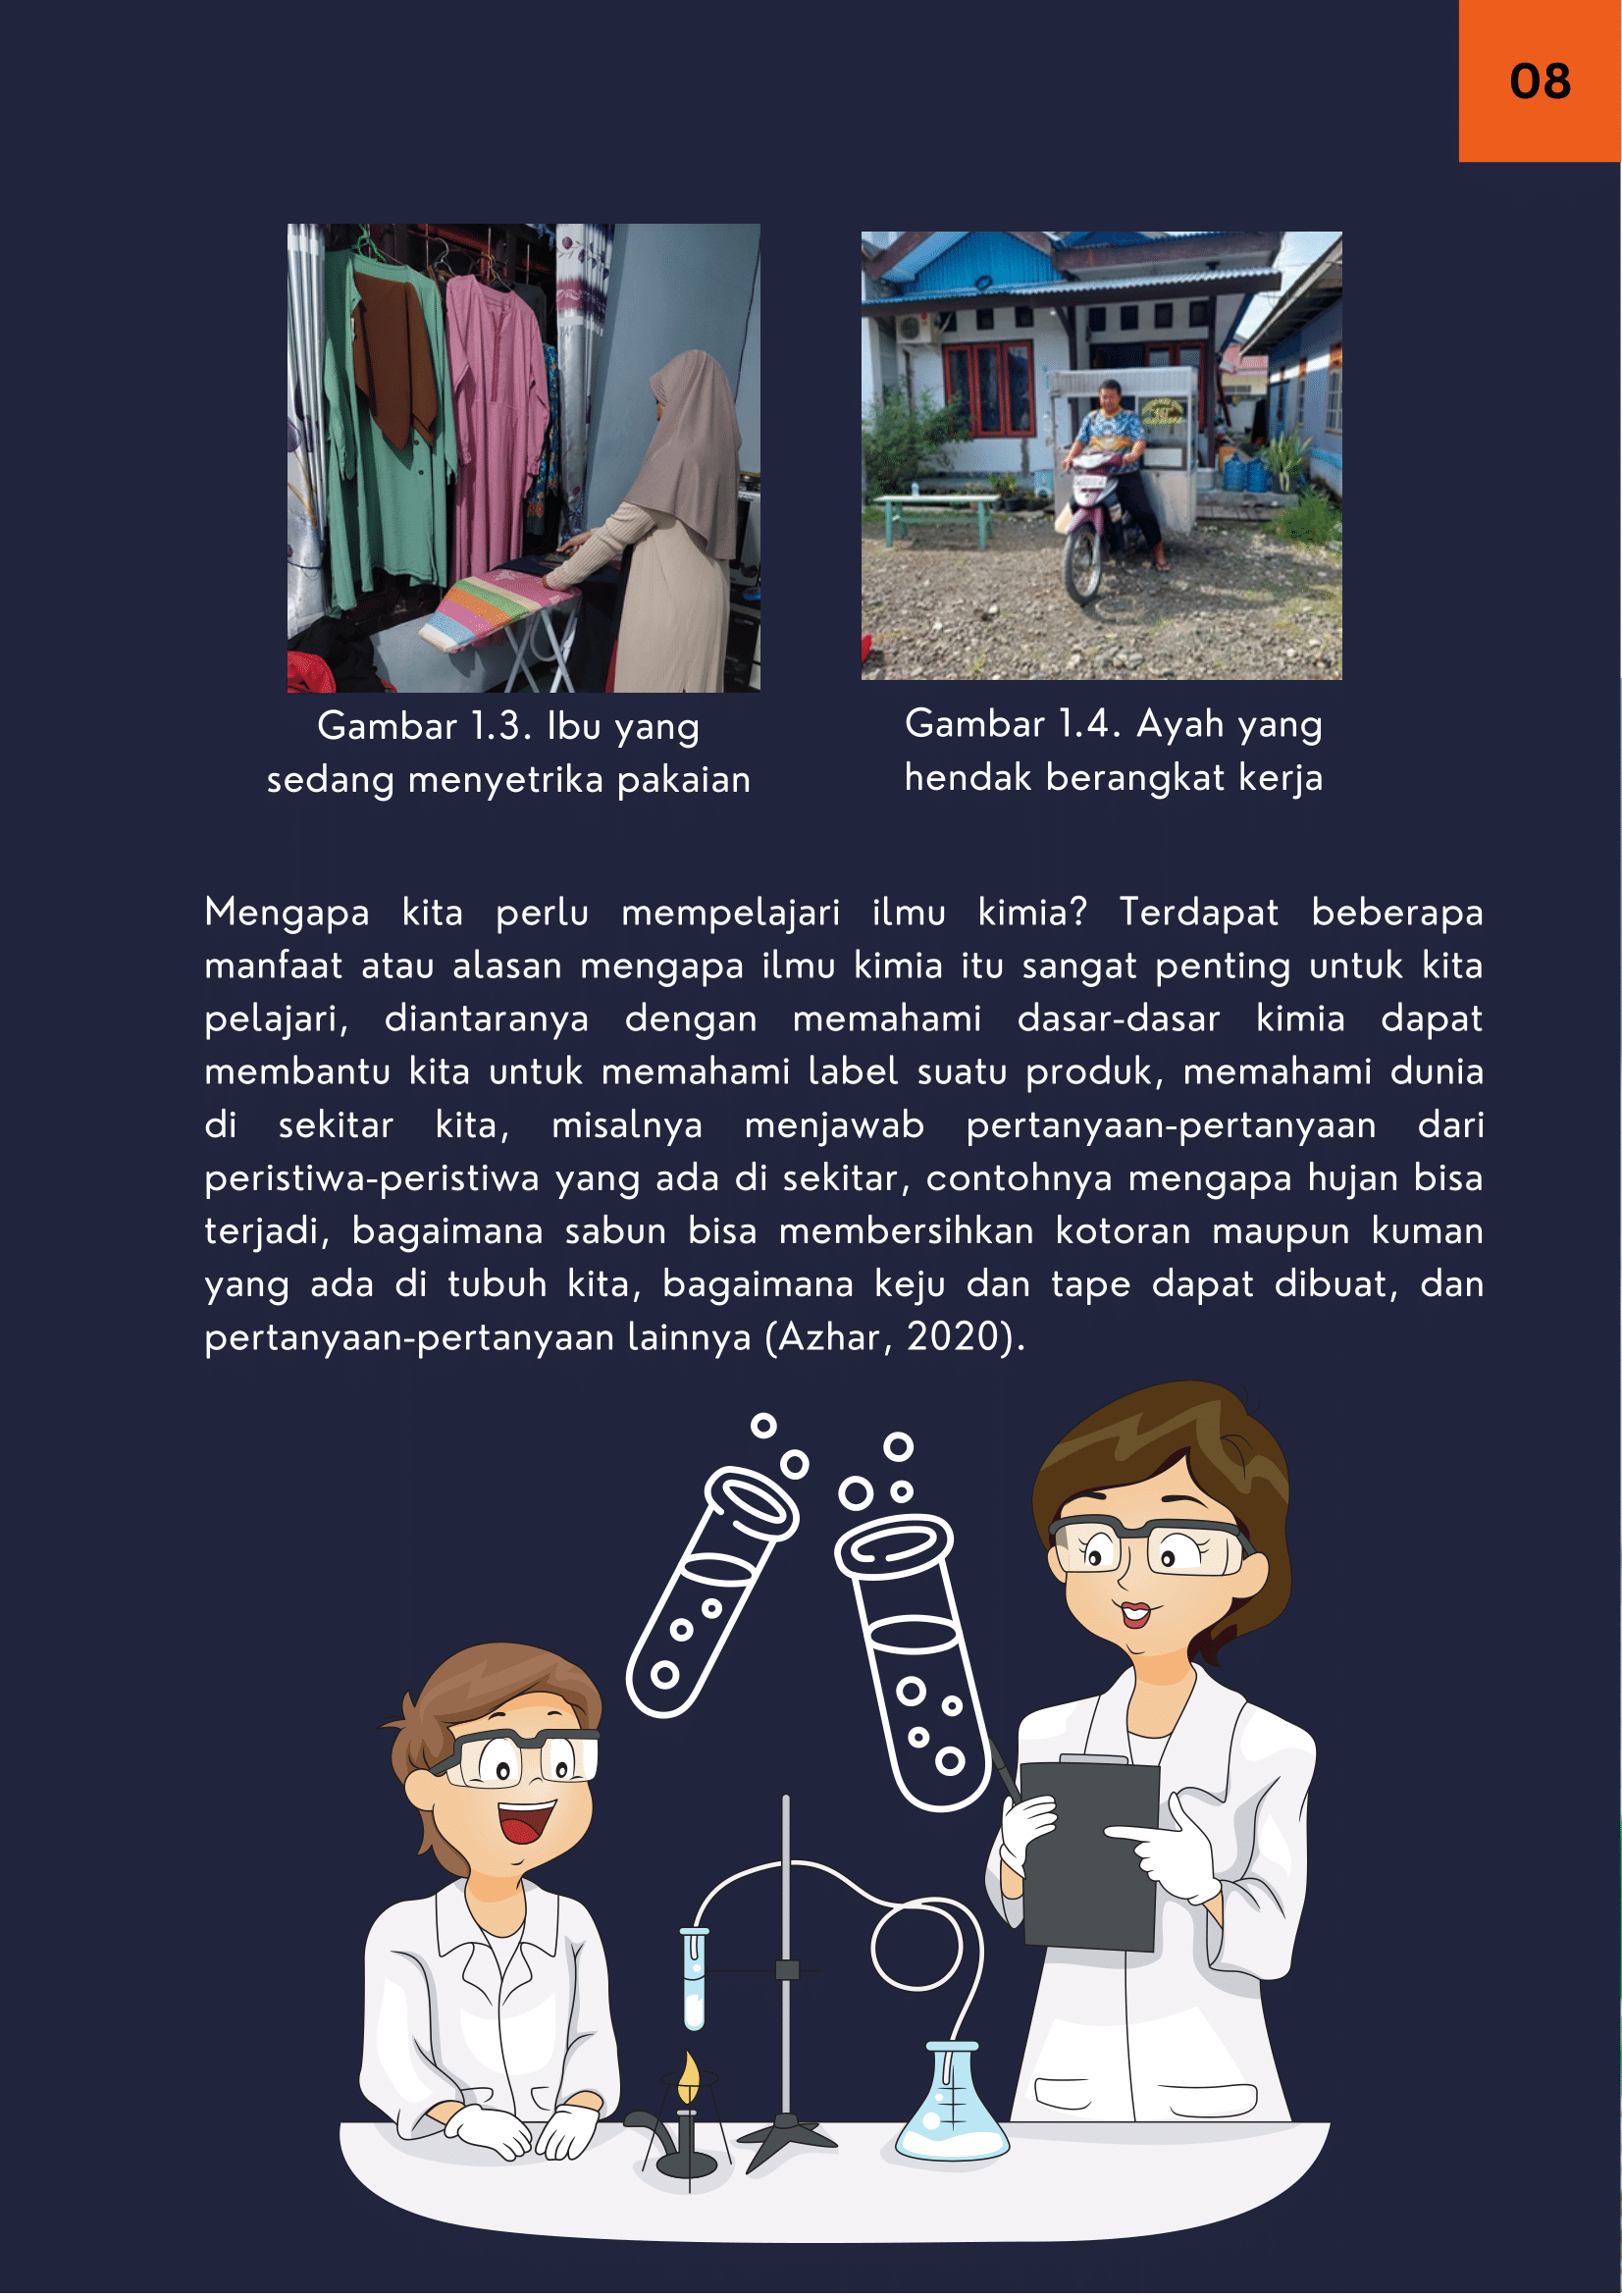 08
Gambar 1.3. Ibu yang
sedang menyetrika pakaian
Gambar 1.4. Ayah yang
hendak berangkat kerja
Mengapa kita perlu mempelajari ilmu kimia? Terdapat beberapa
manfaat atau alasan mengapa ilmu kimia itu sangat penting untuk kita
pelajari, diantaranya dengan memahami dasar-dasar kimia dapat
membantu kita untuk memahami label suatu produk, memahami dunia
di sekitar kita, misalnya menjawab pertanyaan-pertanyaan dari
peristiwa-peristiwa yang ada di sekitar, contohnya mengapa hujan bisa
terjadi, bagaimana sabun bisa membersihkan kotoran maupun kuman
yang ada di tubuh kita, bagaimana keju dan tape dapat dibuat, dan
pertanyaan-pertanyaan lainnya (Azhar, 2020).